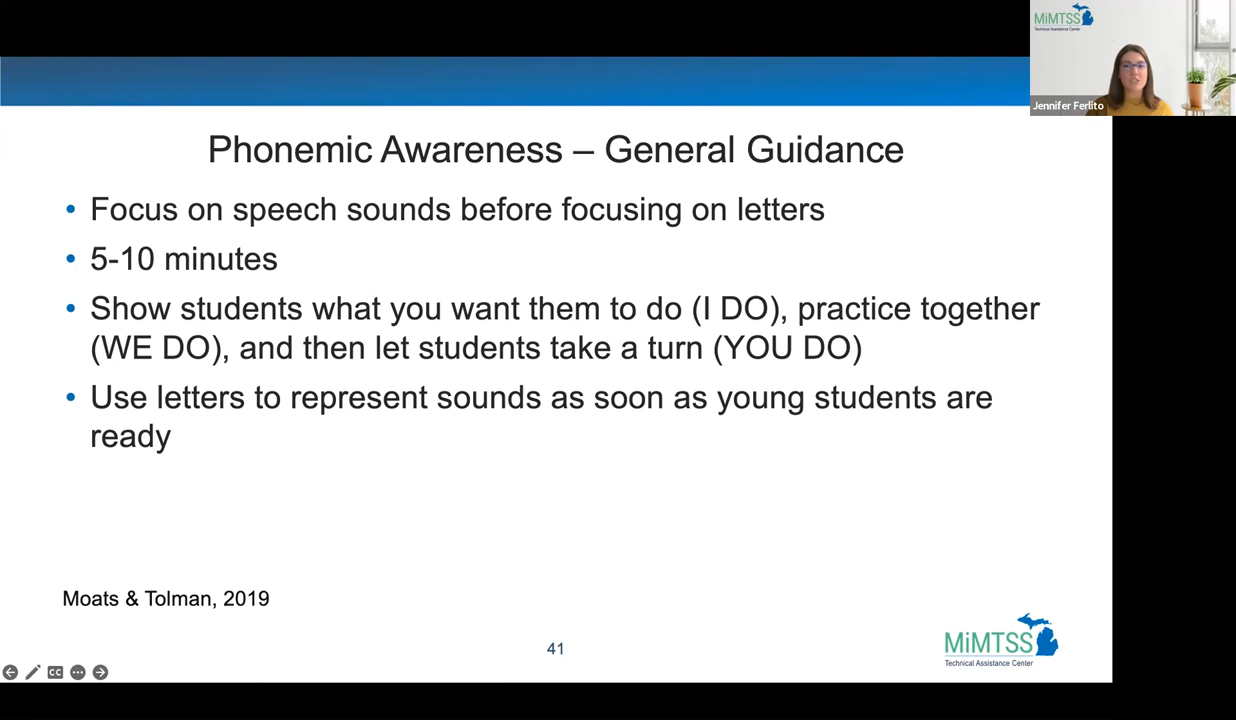 MiMTSS
Technical Assistance Center
Jennifer Ferlito
Phonemic Awareness – General Guidance
• Focus on speech sounds before focusing on letters
• 5-10 minutes
• Show students what you want them to do (I DO), practice together
(WE DO), and then let students take a turn (YOU DO)
• Use letters to represent sounds as soon as young students are
ready
Moats & Tolman, 2019
41
MiMTSS
Technical Assistance Center
CC